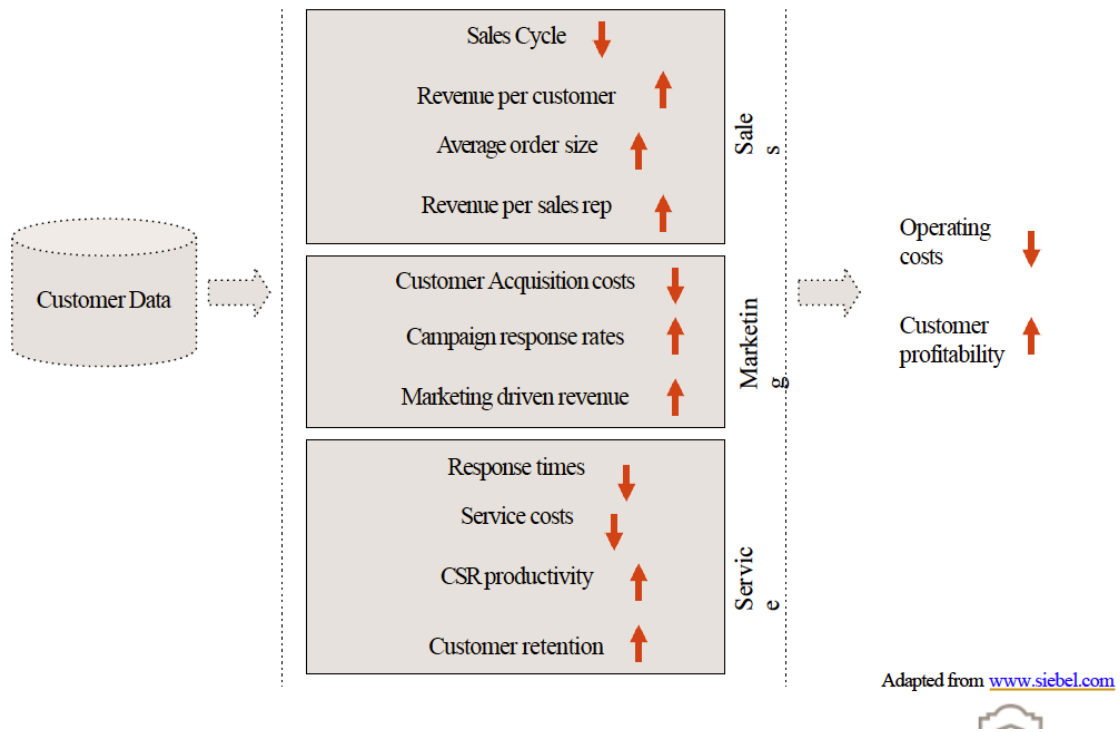 Sales Cycle
Revenue per customer
Average order size
Revenue per sales rep
Sale
s
Customer Data
Customer Acquisition costs
Campaign response rates
Marketing driven revenue
Marketin
g
Response times
Service costs
CSR productivity
Customer retention
Servic
e
Operating
costs
Customer
profitability
Adapted from www.siebel.com